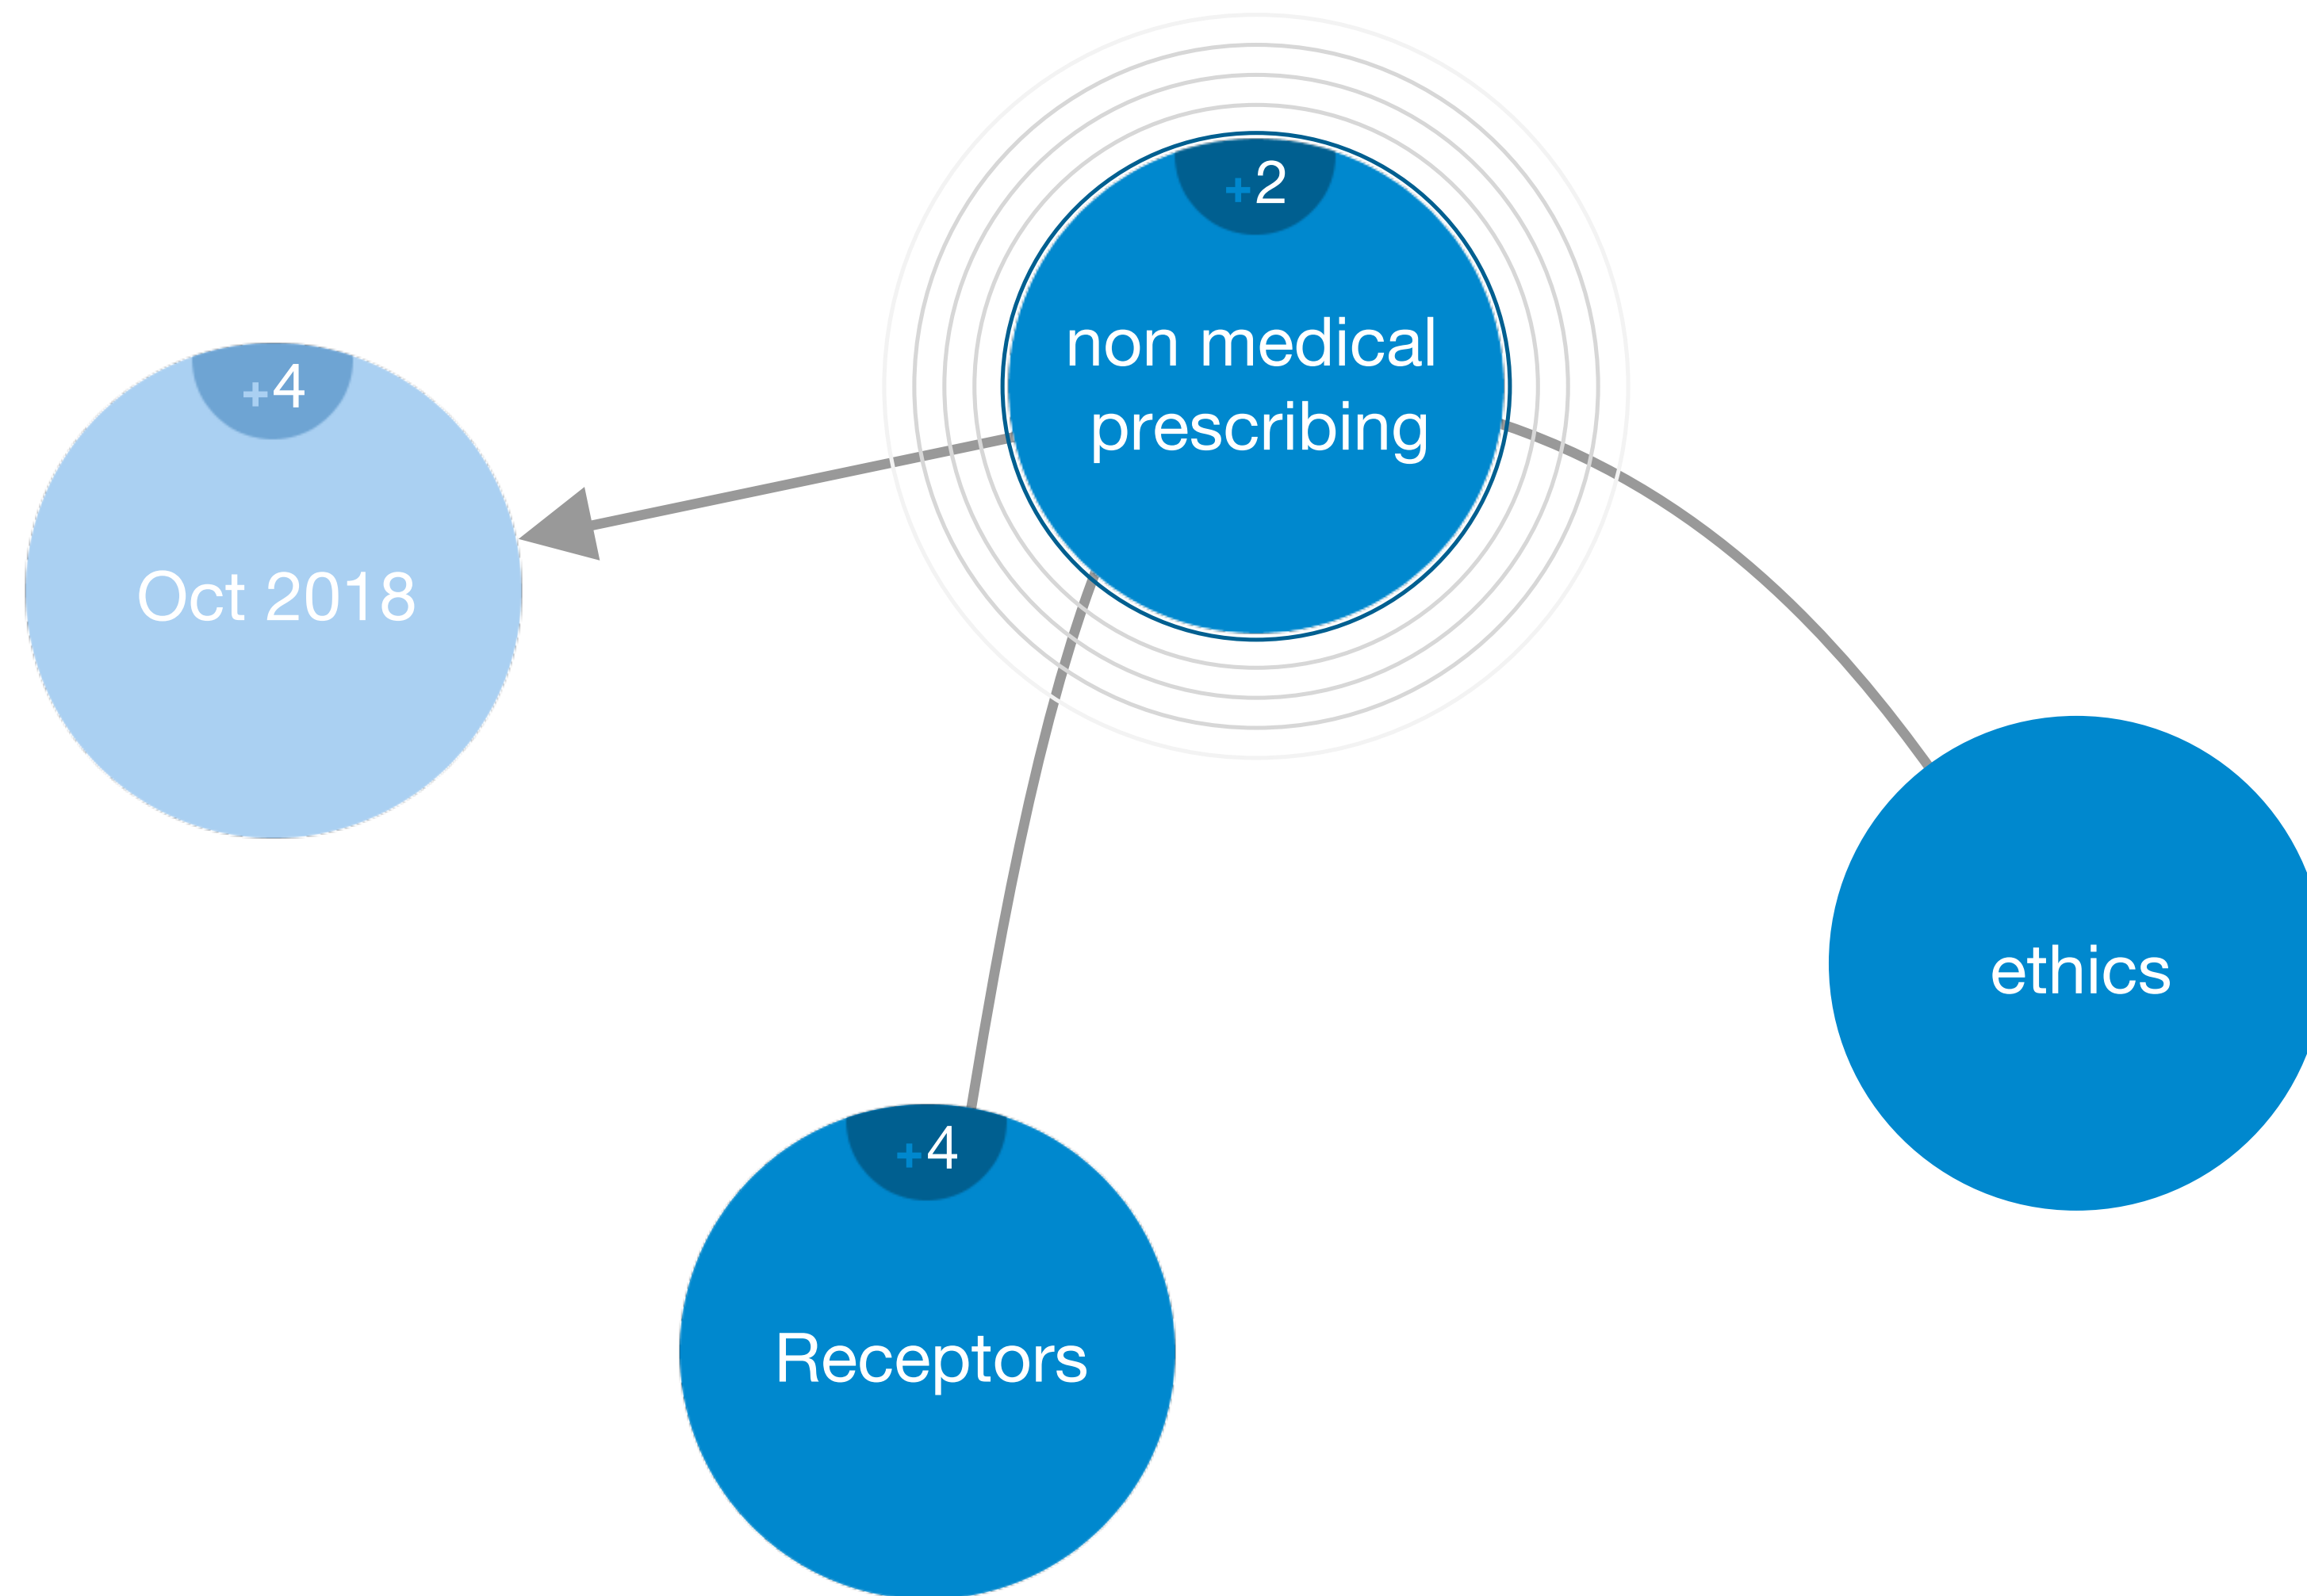 +2
non medical
prescribing
+4
Oct 2018
ethics
+4
Receptors